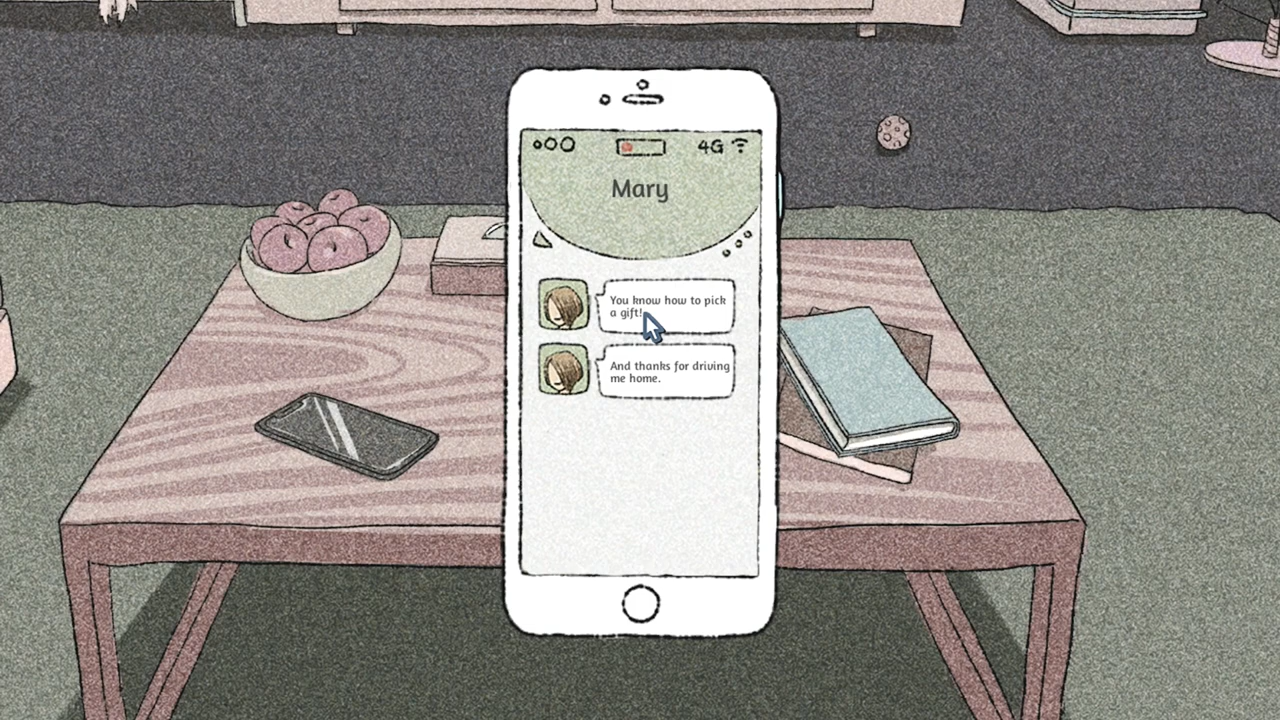 4G
Mary
You know how to pick
a gift!
And thanks for driving
me home.